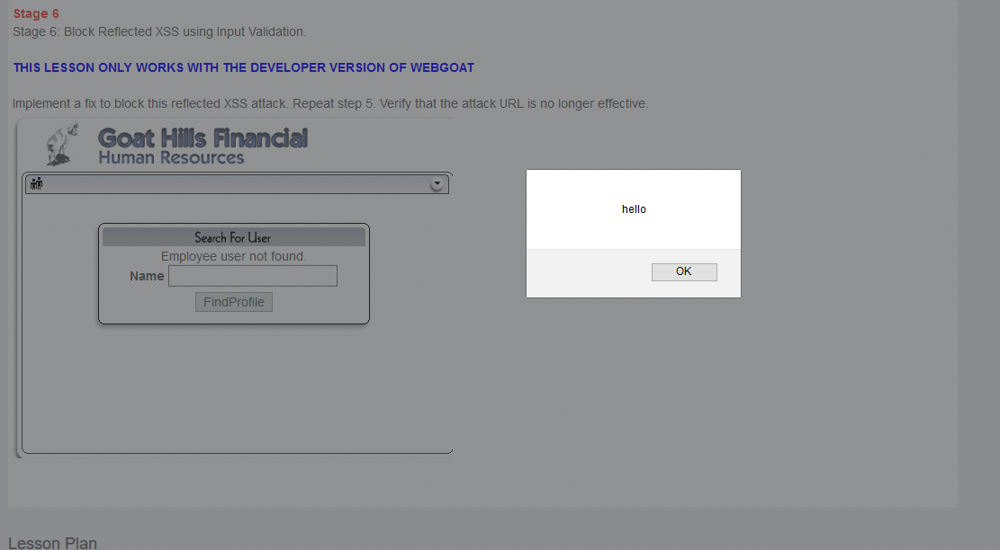 Stage 6
Stage 6: Block Reflected XSS using Input Validation.
THIS LESSON ONLY WORKS WITH THE DEVELOPER VERSION OF WEBGOAT
Implement a fix to block this reflected XSS attack. Repeat step 5. Verify that the attack URL is no longer effective.
Goat Hills Financial
Human Resources
Search For User
Employee user not found.
Name
FindProfile
hello
OK
Lesson Plan